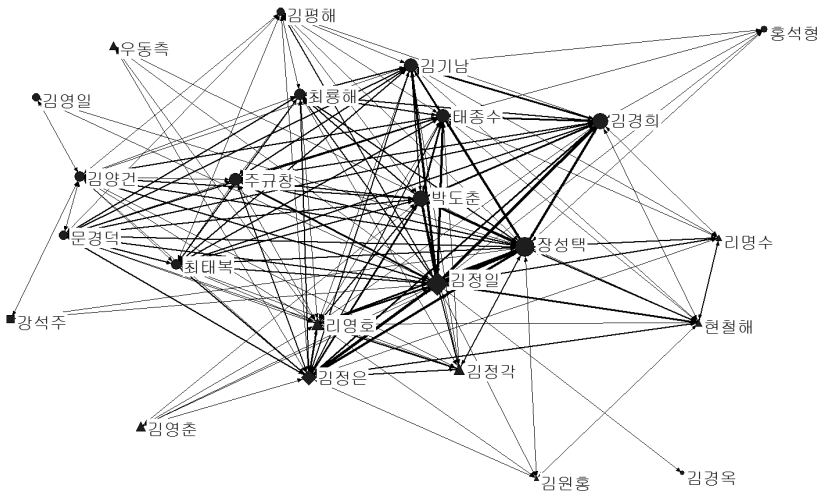 김평해
홍석형
우동측
김기남
김영일
최룡해
태종수
김경희
김양건
주규창
박도춘
문경덕
장성택
리명수
최태복
김정일
강석주
리영호
현철해
김정은
김정각
김영춘
김원홍
김경옥